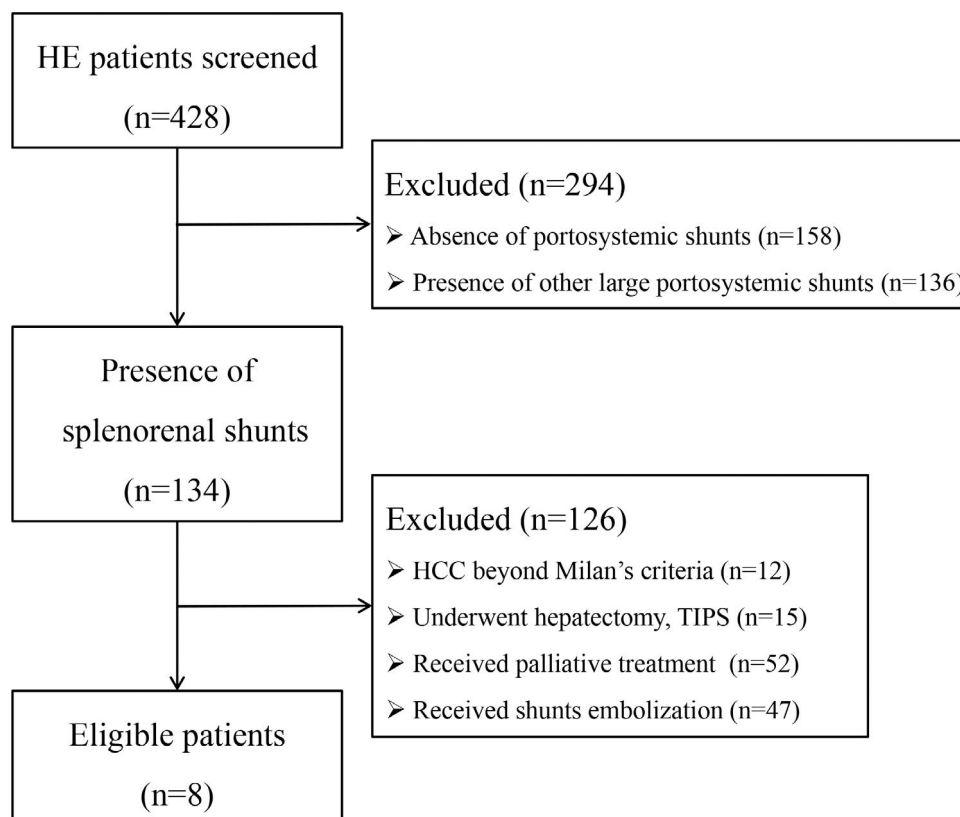 HE patients screened
(n=428)
Excluded (n=294)
➢ Absence of portosystemic shunts (n=158)
➢ Presence of other large portosystemic shunts (n=136)
Presence of
splenorenal shunts
(n=134)
Excluded (n=126)
➢ HCC beyond Milan’s criteria (n=12)
➢ Underwent hepatectomy, TIPS (n=15)
➢ Received palliative treatment (n=52)
➢ Received shunts embolization (n=47)
Eligible patients
(n=8)